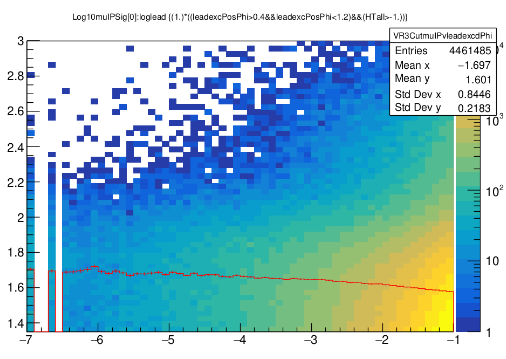 Log10muIPSig[0]:loglead {(1.)*((leadexcPosPhi>0.4&&leadexcPosPhi<1.2)&&(HTall>-1.))}
VR3CutmuIPvleadexcdPhi
Entries 4461485
Mean x −1.697
Mean y 1.601
Std Dev x 0.8446
Std Dev y 0.2183
3
2.8
2.6
2.4
2.2
2
1.8
1.6
1.4
−7 −6 −5 −4 −3 −2 −1
4
10³
10²
10
1